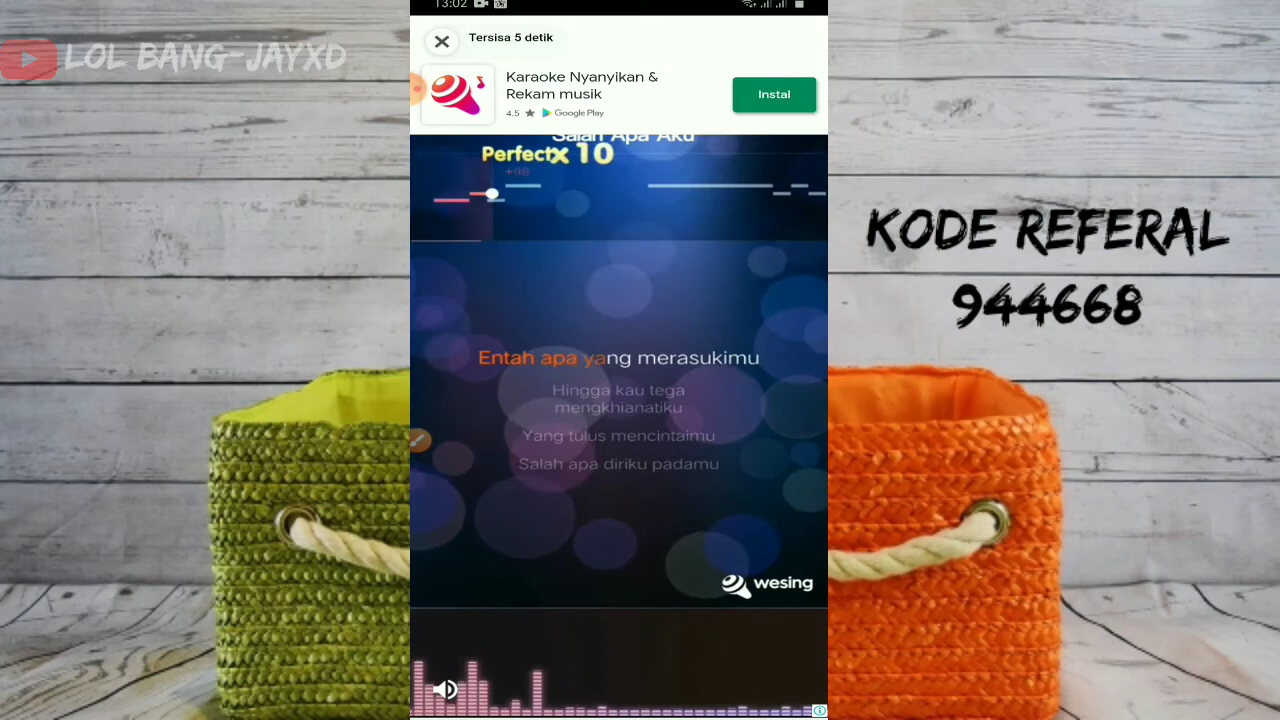 LOL BANG-JAYXD
13:02
Tersisa 5 detik
Karaoke Nyanyikan &
Rekam musik
Instal
4.5 Google Play
Salah Apa Aku
Perfect x 10
+98
Entah apa yang merasukimu
Hingga kau tega
mengkhianatiku
Yang tulus mencintaimu
Salah apa diriku padamu
wesing
KODE REFERAL
944668